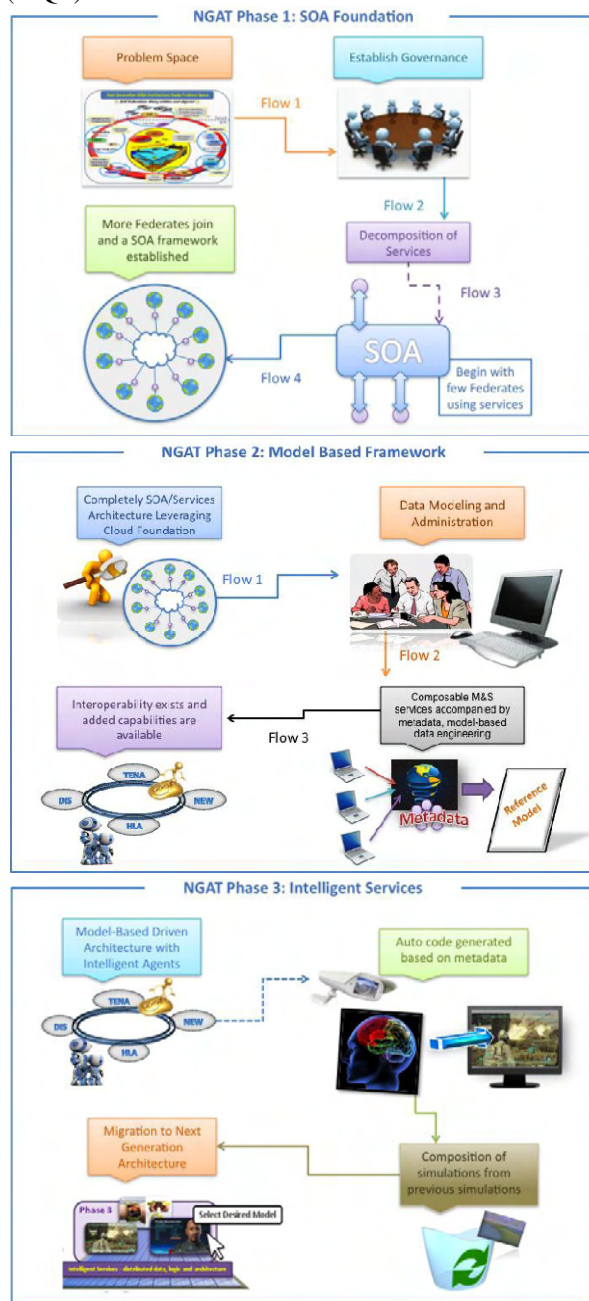 NGAT Phase 1: SOA Foundation
Problem Space
Establish Governance
Flow 1
Flow 2
More Federates join
and a SOA framework
established
Decomposition of
Services
Flow 3
SOA
Flow 4
Begin with
few Federates
using services
NGAT Phase 2: Model Based Framework
Completely SOA/Services
Architecture Leveraging
Cloud Foundation
Data Modeling and
Administration
Flow 1
Flow 2
Interoperability exists and
added capabilities are
available
Composable M&S
services accompanied by
metadata, model-based
data engineering
Flow 3
TENA
DIS
NEW
HLA
Metadata
Reference
Model
NGAT Phase 3: Intelligent Services
Model-Based Driven
Architecture with
Intelligent Agents
Auto code generated
based on metadata
TENA
DIS
NEW
HLA
Migration to Next
Generation
Architecture
Composition of
simulations from
previous simulations
Phase 3
Select Desired Model
Intelligent Services - distributed data, logic and architecture